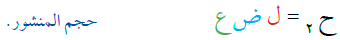 ح ٢ = ل ض ع حجم المنشور.